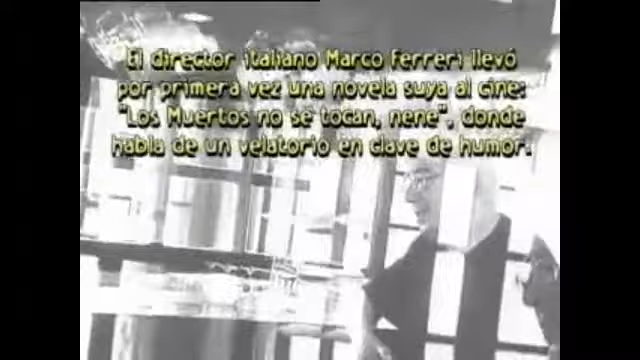 El director italiano Marco Ferreri llevó
por primera vez una novela suya al cine:
"Los Muertos no se tocan, nene", donde
habla de un velatorio en clave de humor.